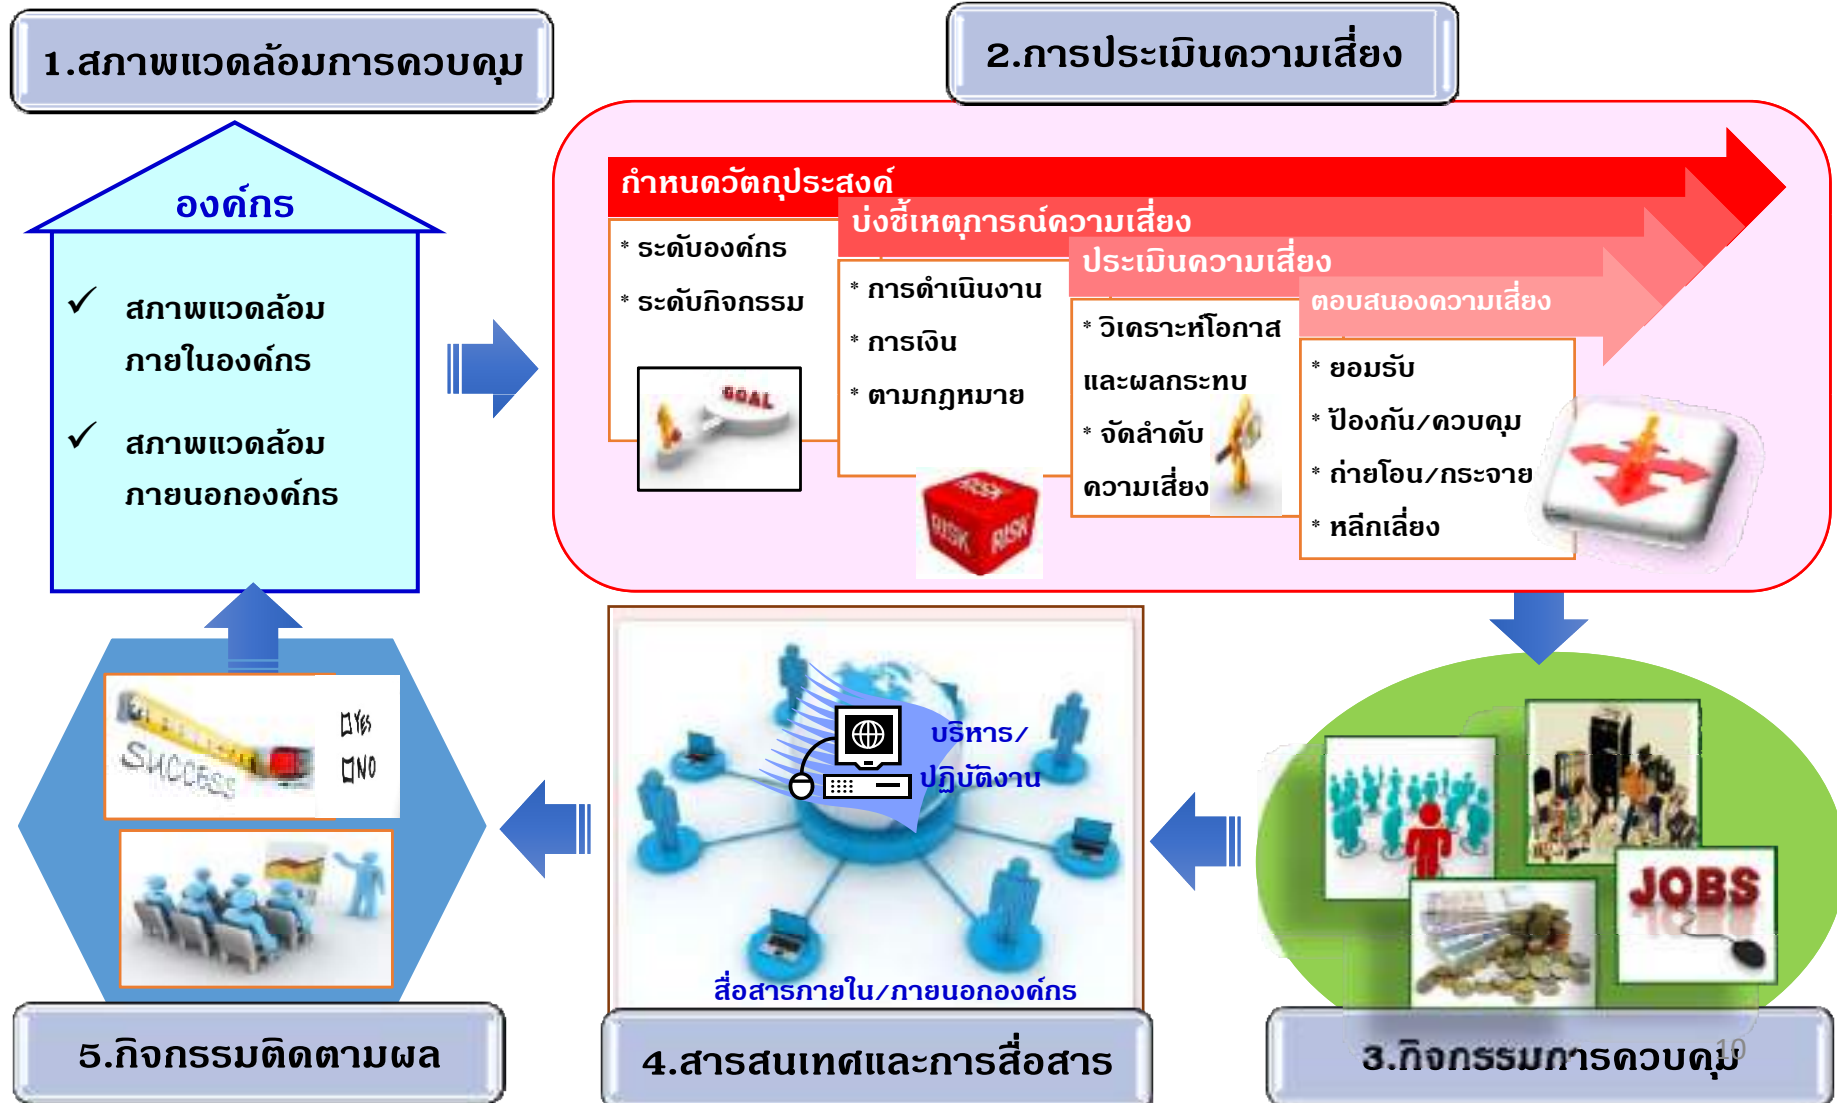 1.สภาพแวดล้อมการควบคุม
2.การประเมินความเสี่ยง
องค์กร
✓ สภาพแวดล้อม
ภายในองค์กร
✓ สภาพแวดล้อม
ภายนอกองค์กร
กำหนดวัตถุประสงค์
* ระดับองค์กร
* ระดับกิจกรรม
GOAL
บ่งชี้เหตุการณ์ความเสี่ยง
* การดำเนินงาน
* การเงิน
* ตามกฎหมาย
RISK
RISK
RISK
ประเมินความเสี่ยง
* วิเคราะห์โอกาส
และผลกระทบ
* จัดลำดับ
ความเสี่ยง
ตอบสนองความเสี่ยง
* ยอมรับ
* ป้องกัน/ควบคุม
* ถ่ายโอน/กระจาย
* หลีกเลี่ยง
SUCCESS
YES
NO
บริหาร/
ปฏิบัติงาน
สื่อสารภายใน/ภายนอกองค์กร
JOBS
5.กิจกรรมติดตามผล
4.สารสนเทศและการสื่อสาร
3.กิจกรรมการควบคุม
10